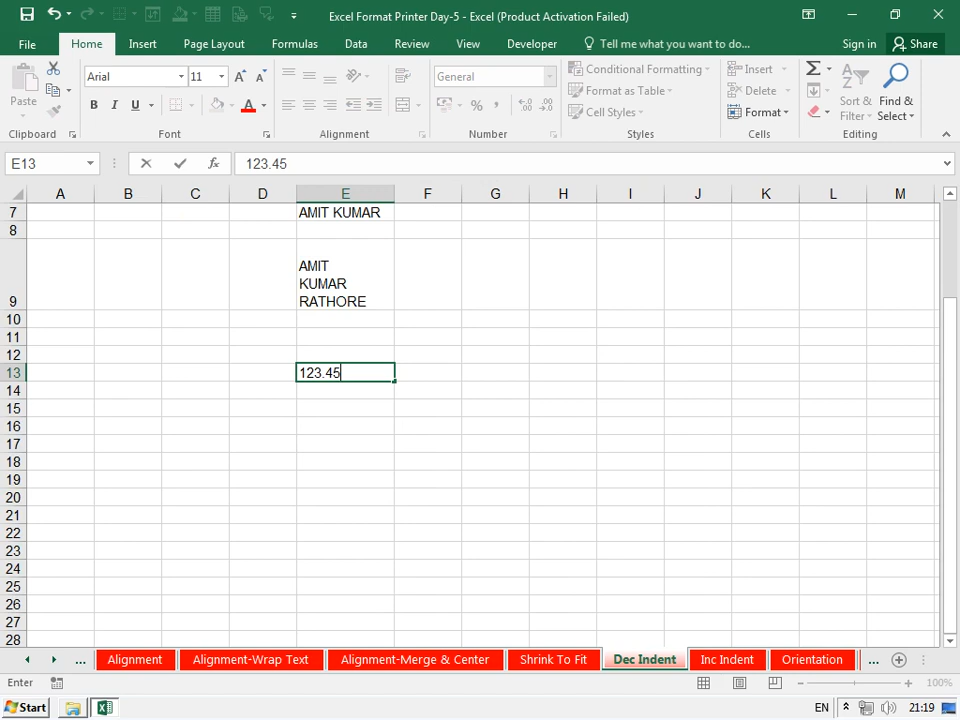 Excel Format Printer Day-5 - Excel (Product Activation Failed)
File Home Insert Page Layout Formulas Data Review View Developer Tell me what you want to do... Sign in Share
Paste Arial 11 A A General Conditional Formatting Insert Sort & Find &
B I U A % Format as Table Delete Filter Select
Cell Styles Format
Clipboard Font Alignment Number Styles Cells Editing
E13 fx 123.45
A B C D E F G H I J K L M
7 AMIT KUMAR
8
AMIT
KUMAR
9 RATHORE
10
11
12
13 123.45
14
15
16
17
18
19
20
21
22
23
24
25
26
27
28
... Alignment Alignment-Wrap Text Alignment-Merge & Center Shrink To Fit Dec Indent Inc Indent Orientation ...
Enter 100%
Start EN 21:19